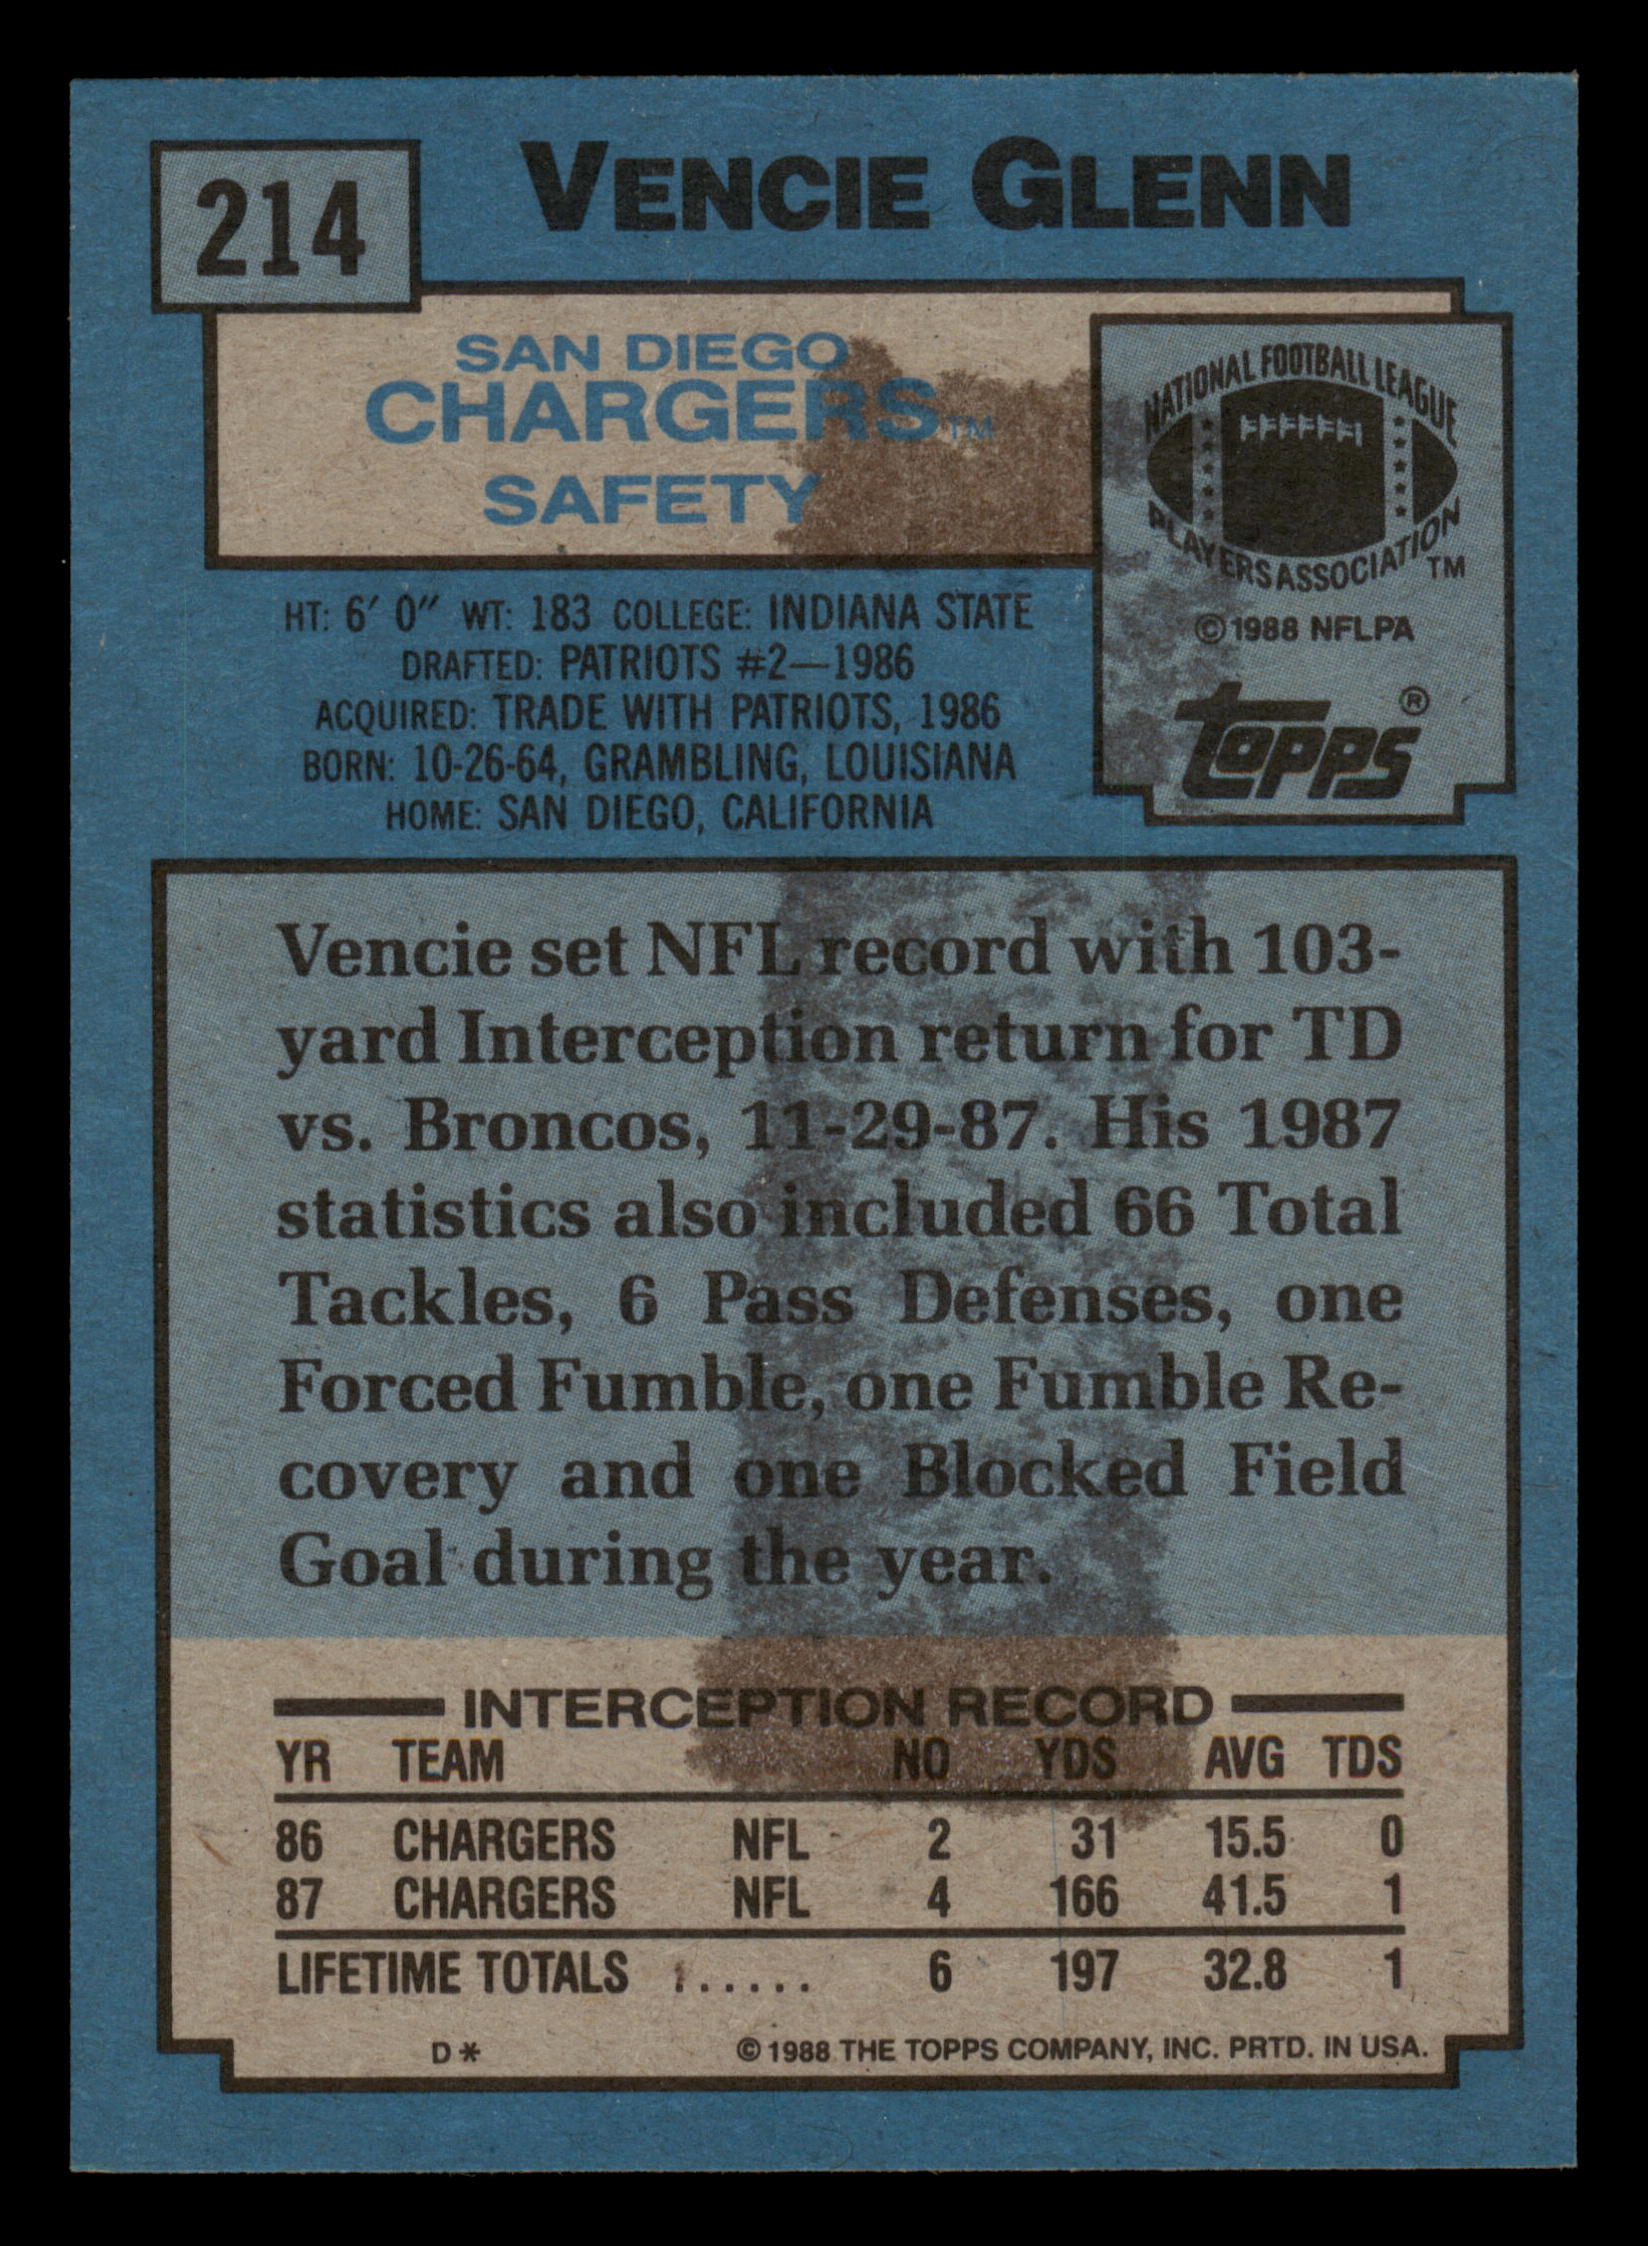 214
VENCIE GLENN
SAN DIEGO
CHARGERS™
SAFETY
NATIONAL FOOTBALL LEAGUE
PLAYERS ASSOCIATION™
©1988 NFLPA
topps®
HT: 6′ 0″ WT: 183 COLLEGE: INDIANA STATE
DRAFTED: PATRIOTS #2—1986
ACQUIRED: TRADE WITH PATRIOTS, 1986
BORN: 10-26-64, GRAMBLING, LOUISIANA
HOME: SAN DIEGO, CALIFORNIA
Vencie set NFL record with 103-
yard Interception return for TD
vs. Broncos, 11-29-87. His 1987
statistics also included 66 Total
Tackles, 6 Pass Defenses, one
Forced Fumble, one Fumble Re-
covery and one Blocked Field
Goal during the year.
INTERCEPTION RECORD
YR TEAM NO YDS AVG TDS
86 CHARGERS NFL 2 31 15.5 0
87 CHARGERS NFL 4 166 41.5 1
LIFETIME TOTALS ...... 6 197 32.8 1
D* ©1988 THE TOPPS COMPANY, INC. PRTD. IN USA.